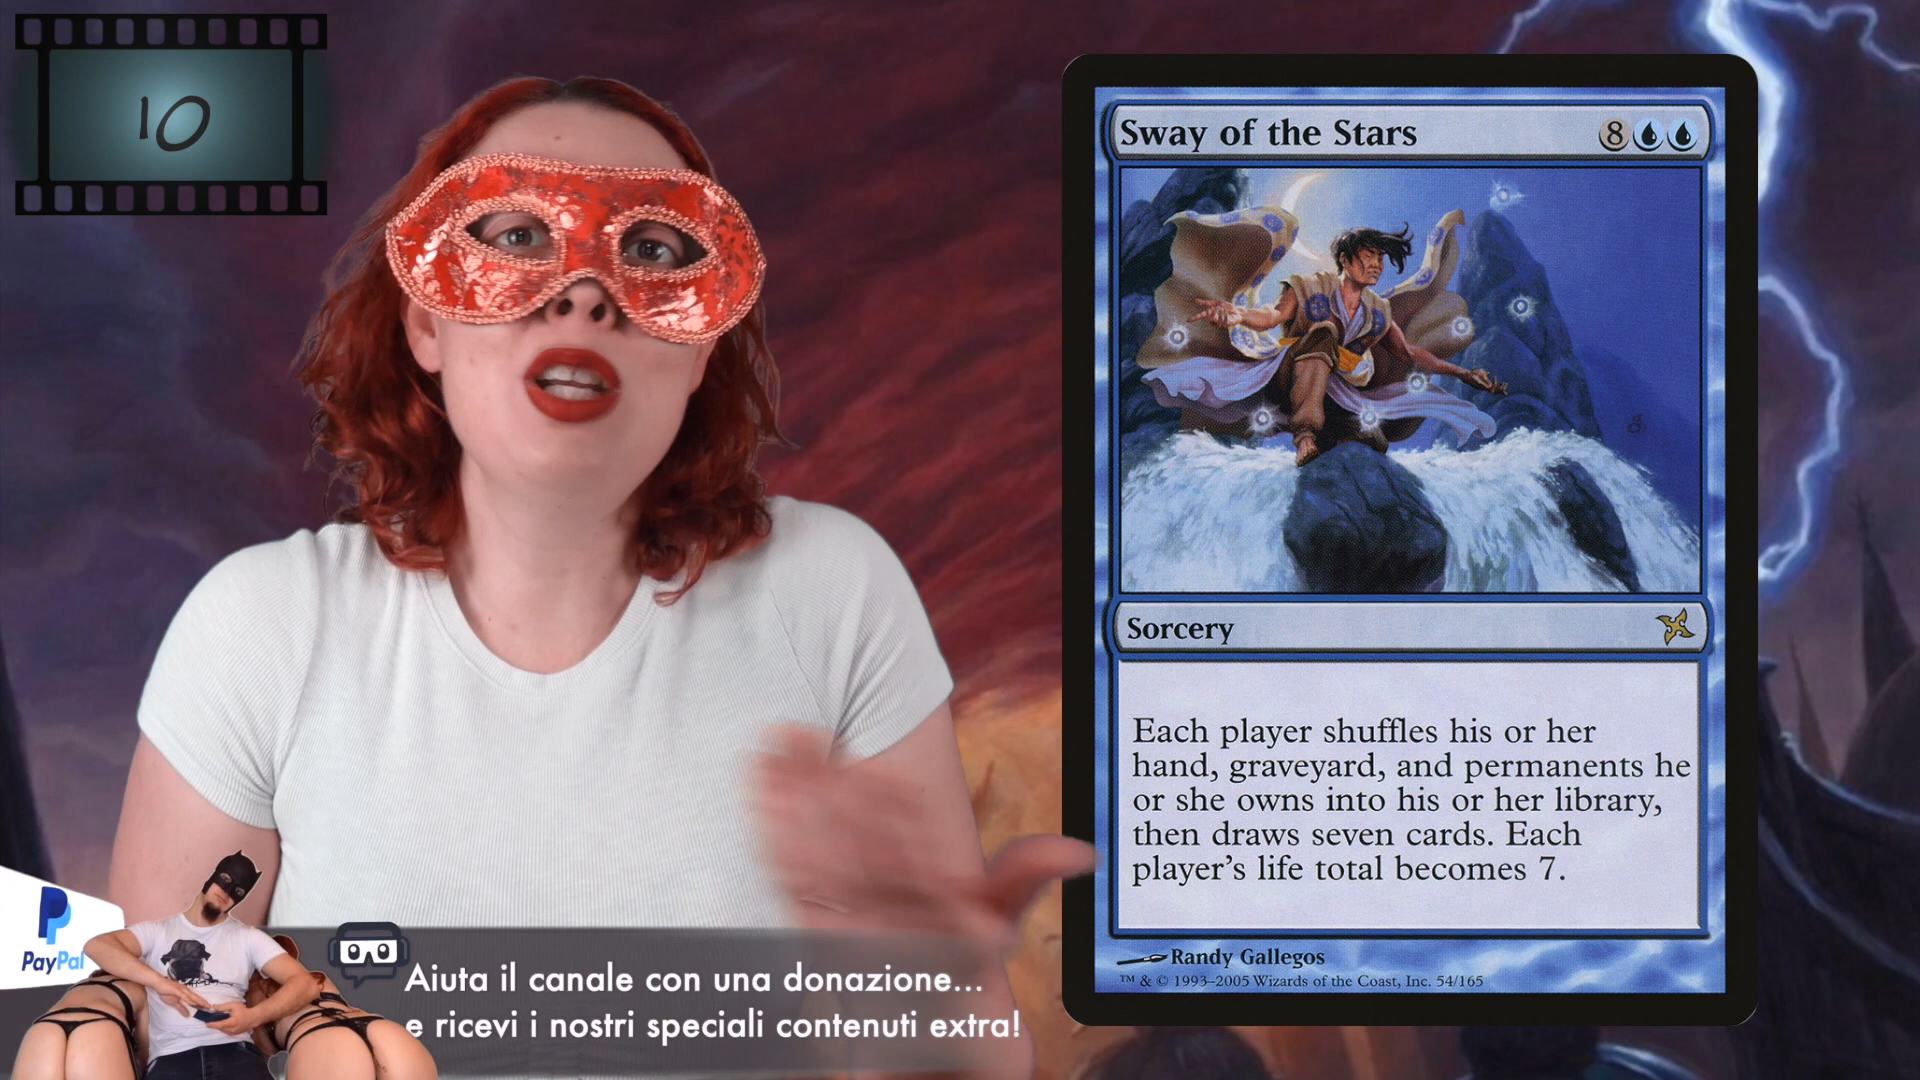 10
Sway of the Stars
8
Sorcery
Each player shuffles his or her
hand, graveyard, and permanents he
or she owns into his or her library,
then draws seven cards. Each
player's life total becomes 7.
Randy Gallegos
™ & © 1993–2005 Wizards of the Coast, Inc. 54/165
PayPal
Aiuta il canale con una donazione...
e ricevi i nostri speciali contenuti extra!